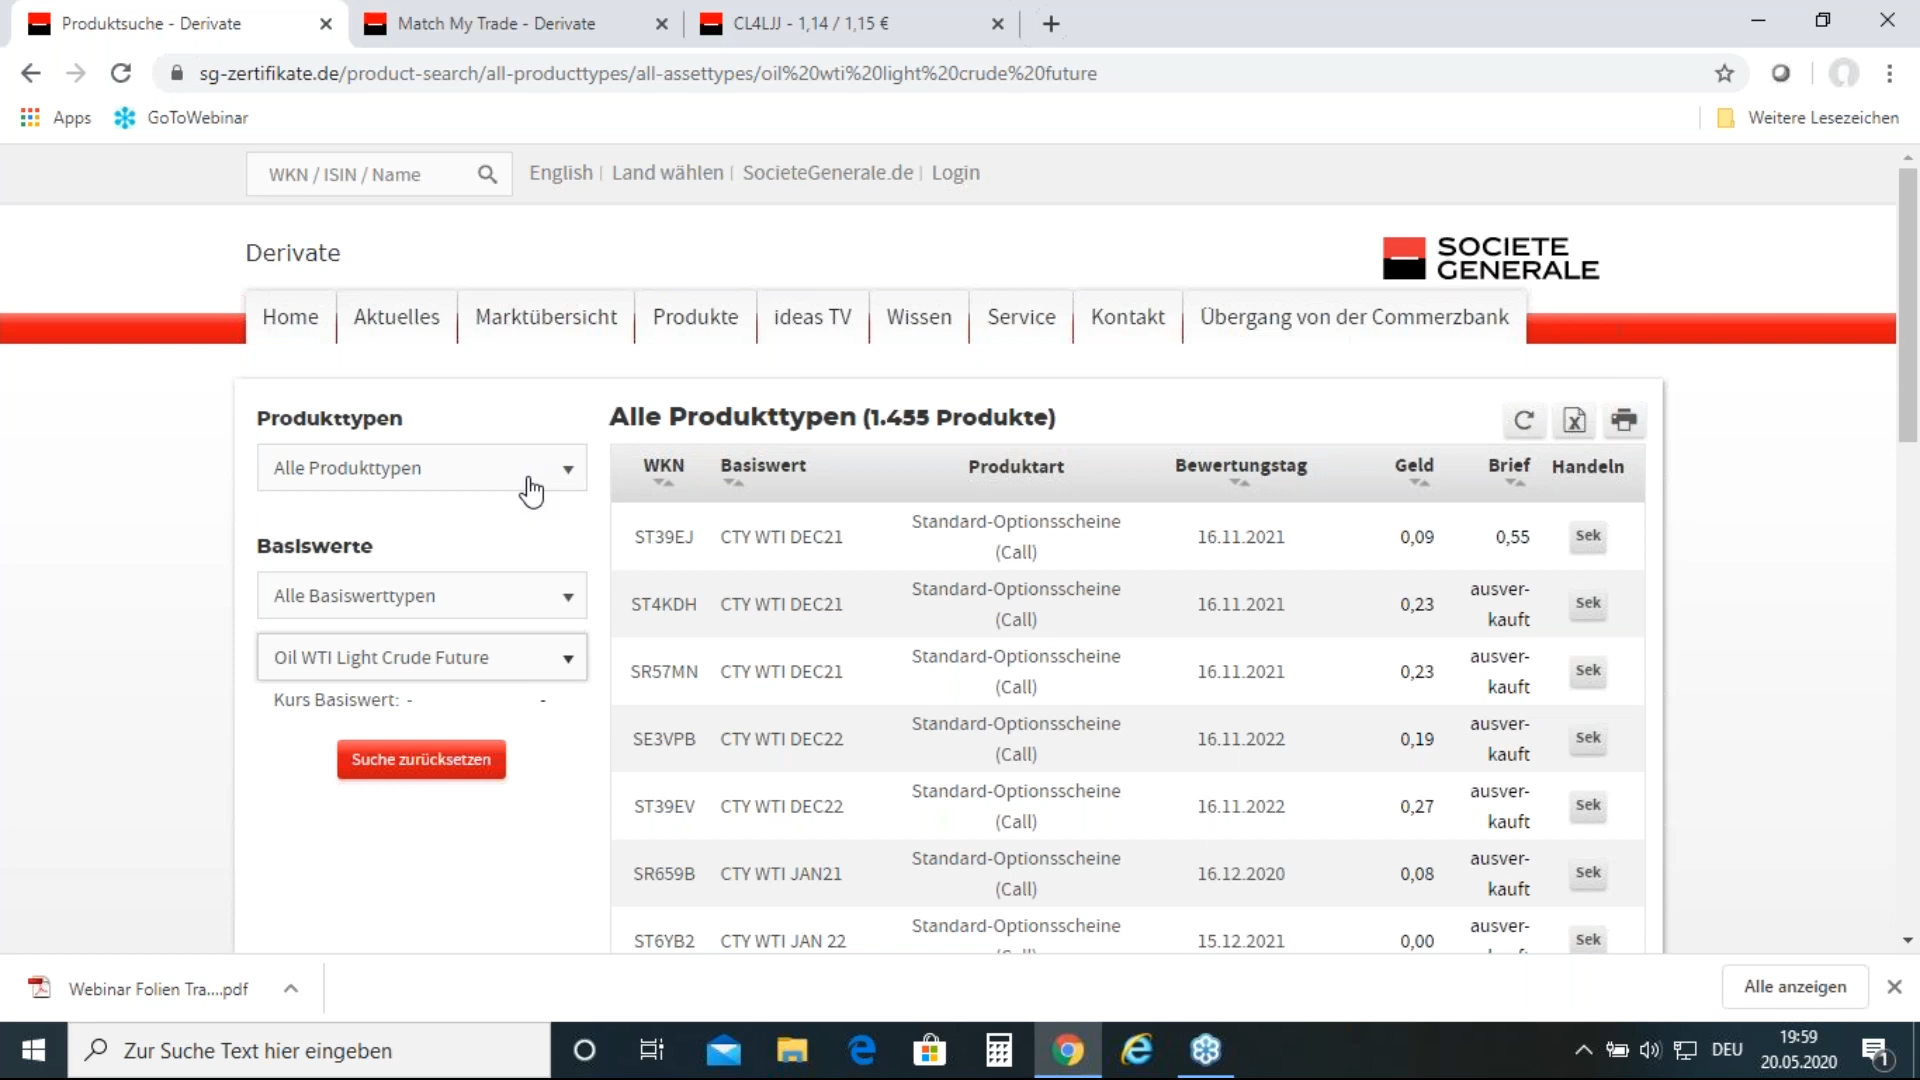 Produktsuche - Derivate
Match My Trade - Derivate
CL4LJJ - 1,14 / 1,15 €
sg-zertifikate.de/product-search/all-producttypes/all-assettypes/oil%20wti%20light%20crude%20future
Apps
GoToWebinar
Weitere Lesezeichen
WKN / ISIN / Name
English | Land wählen | SocieteGenerale.de | Login
Derivate
SOCIETE
GENERALE
Home
Aktuelles
Marktübersicht
Produkte
ideas TV
Wissen
Service
Kontakt
Übergang von der Commerzbank
Produkttypen
Alle Produkttypen
Basiswerte
Alle Basiswerttypen
Oil WTI Light Crude Future
Kurs Basiswert: - -
Suche zurücksetzen
Alle Produkttypen (1.455 Produkte)
WKN Basiswert Produktart Bewertungstag Geld Brief Handeln
ST39EJ CTY WTI DEC21 Standard-Optionsscheine (Call) 16.11.2021 0,09 0,55 Sek
ST4KDH CTY WTI DEC21 Standard-Optionsscheine (Call) 16.11.2021 0,23 ausver-kauft Sek
SR57MN CTY WTI DEC21 Standard-Optionsscheine (Call) 16.11.2021 0,23 ausver-kauft Sek
SE3VPB CTY WTI DEC22 Standard-Optionsscheine (Call) 16.11.2022 0,19 ausver-kauft Sek
ST39EV CTY WTI DEC22 Standard-Optionsscheine (Call) 16.11.2022 0,27 ausver-kauft Sek
SR659B CTY WTI JAN21 Standard-Optionsscheine (Call) 16.12.2020 0,08 ausver-kauft Sek
ST6YB2 CTY WTI JAN 22 Standard-Optionsscheine 15.12.2021 0,00 ausver- Sek
Webinar Folien Tra....pdf
Alle anzeigen
Zur Suche Text hier eingeben
DEU
19:59
20.05.2020
1